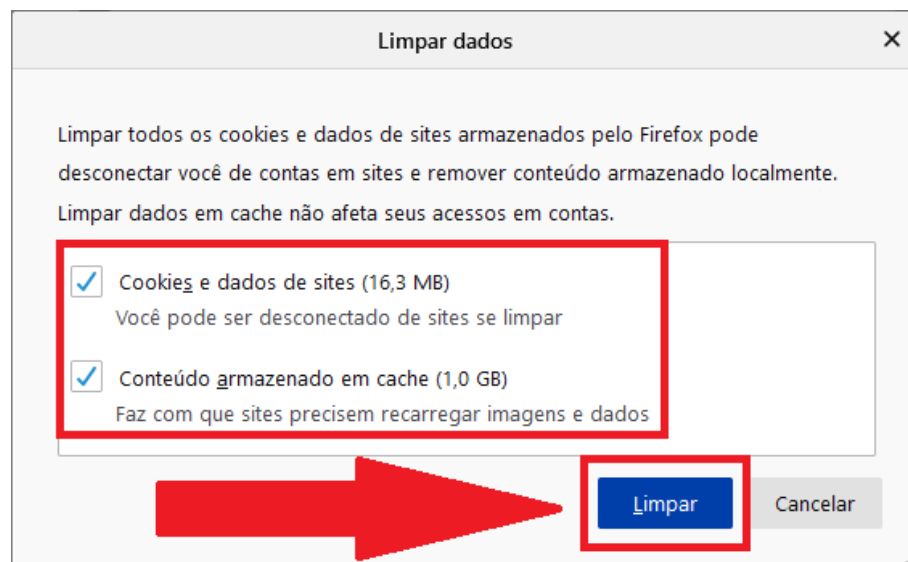 Limpar dados
Limpar todos os cookies e dados de sites armazenados pelo Firefox pode
desconectar você de contas em sites e remover conteúdo armazenado localmente.
Limpar dados em cache não afeta seus acessos em contas.
Cookies e dados de sites (16,3 MB)
Você pode ser desconectado de sites se limpar
Conteúdo armazenado em cache (1,0 GB)
Faz com que sites precisem recarregar imagens e dados
Limpar
Cancelar